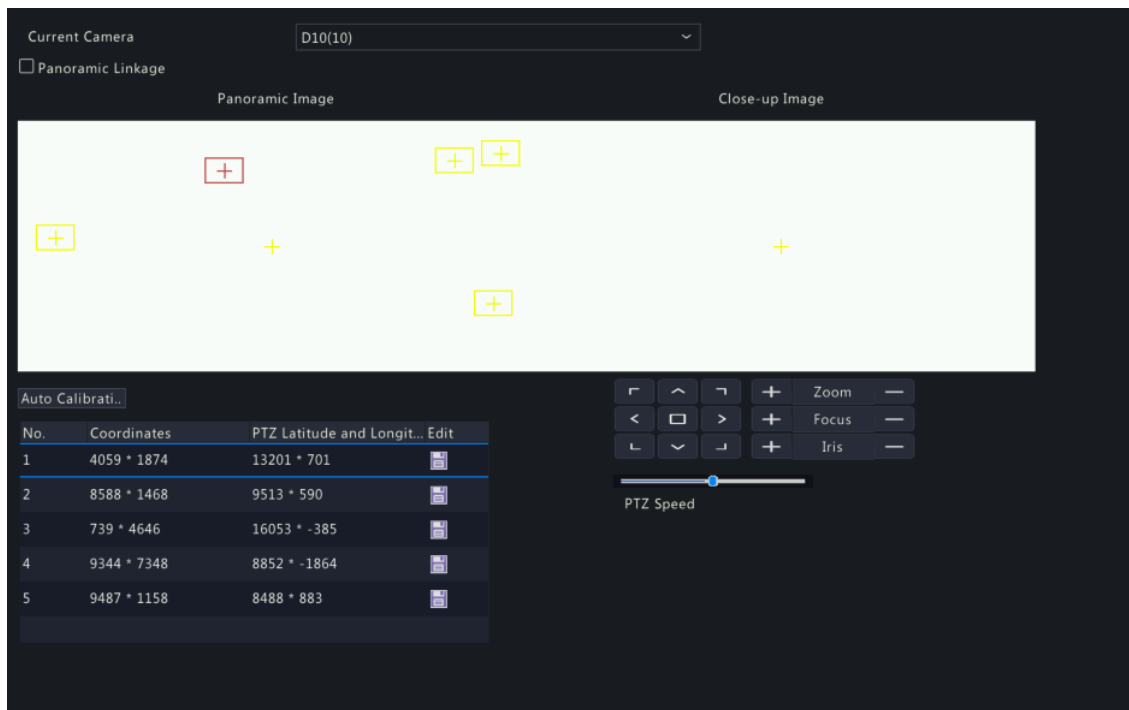 Current Camera D10(10)
Panoramic Linkage
Panoramic Image Close-up Image
Auto Calibrati..
No. Coordinates PTZ Latitude and Longit... Edit
1 4059 * 1874 13201 * 701
2 8588 * 1468 9513 * 590
3 739 * 4646 16053 * -385
4 9344 * 7348 8852 * -1864
5 9487 * 1158 8488 * 883
Zoom
Focus
Iris
PTZ Speed